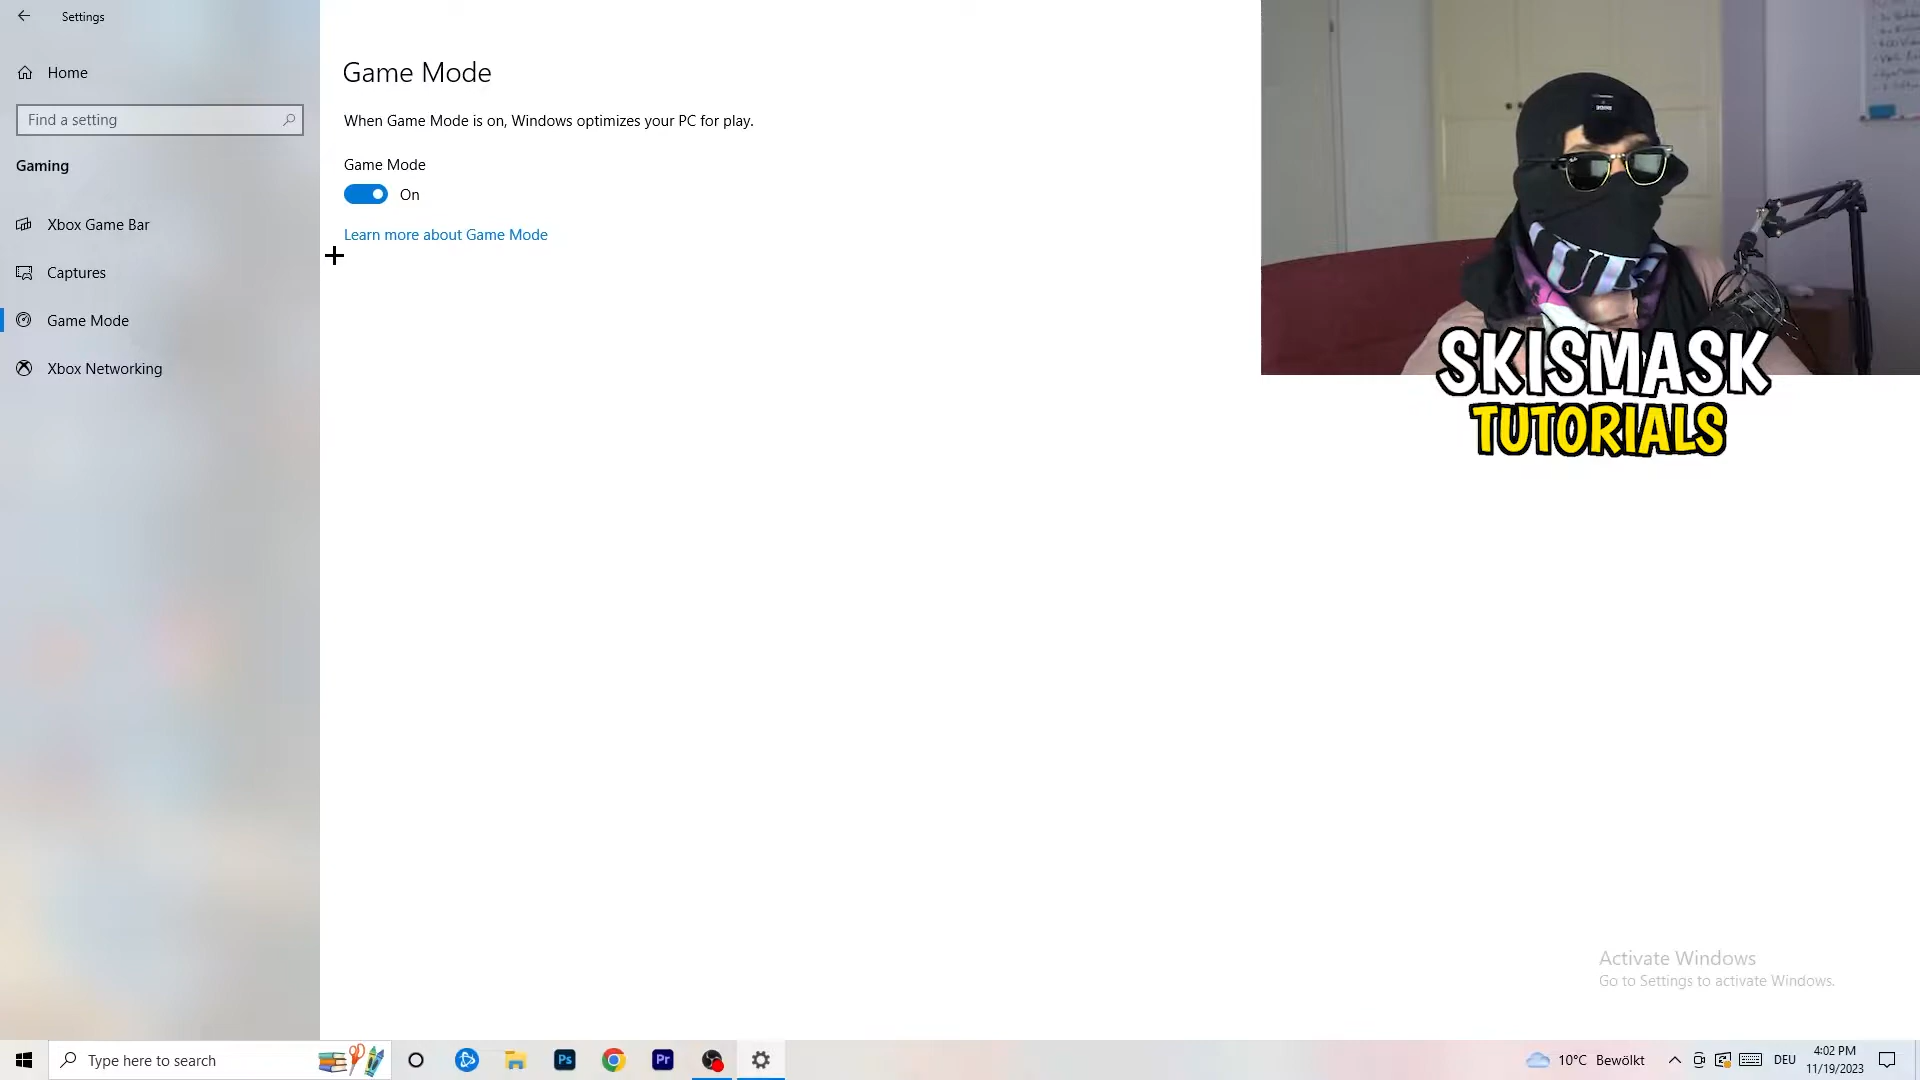 Settings
Home
Find a setting
Gaming
Xbox Game Bar
Captures
Game Mode
Xbox Networking
Game Mode
When Game Mode is on, Windows optimizes your PC for play.
Game Mode
On
Learn more about Game Mode
SKISMASK
TUTORIALS
Activate Windows
Go to Settings to activate Windows.
Type here to search
Ps
Pr
10°C Bewölkt
DEU
4:02 PM
11/19/2023